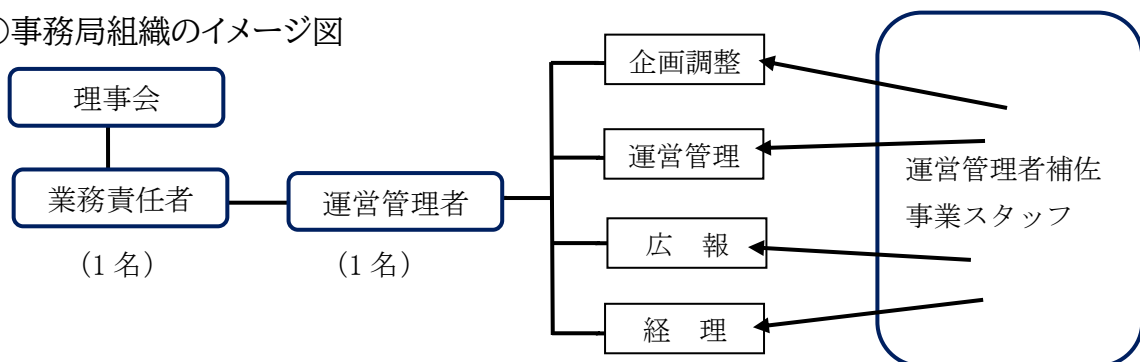 ○事務局組織のイメージ図
理事会
業務責任者
（1 名）
運営管理者
（1 名）
企画調整
運営管理
広　報
経　理
運営管理者補佐
事業スタッフ